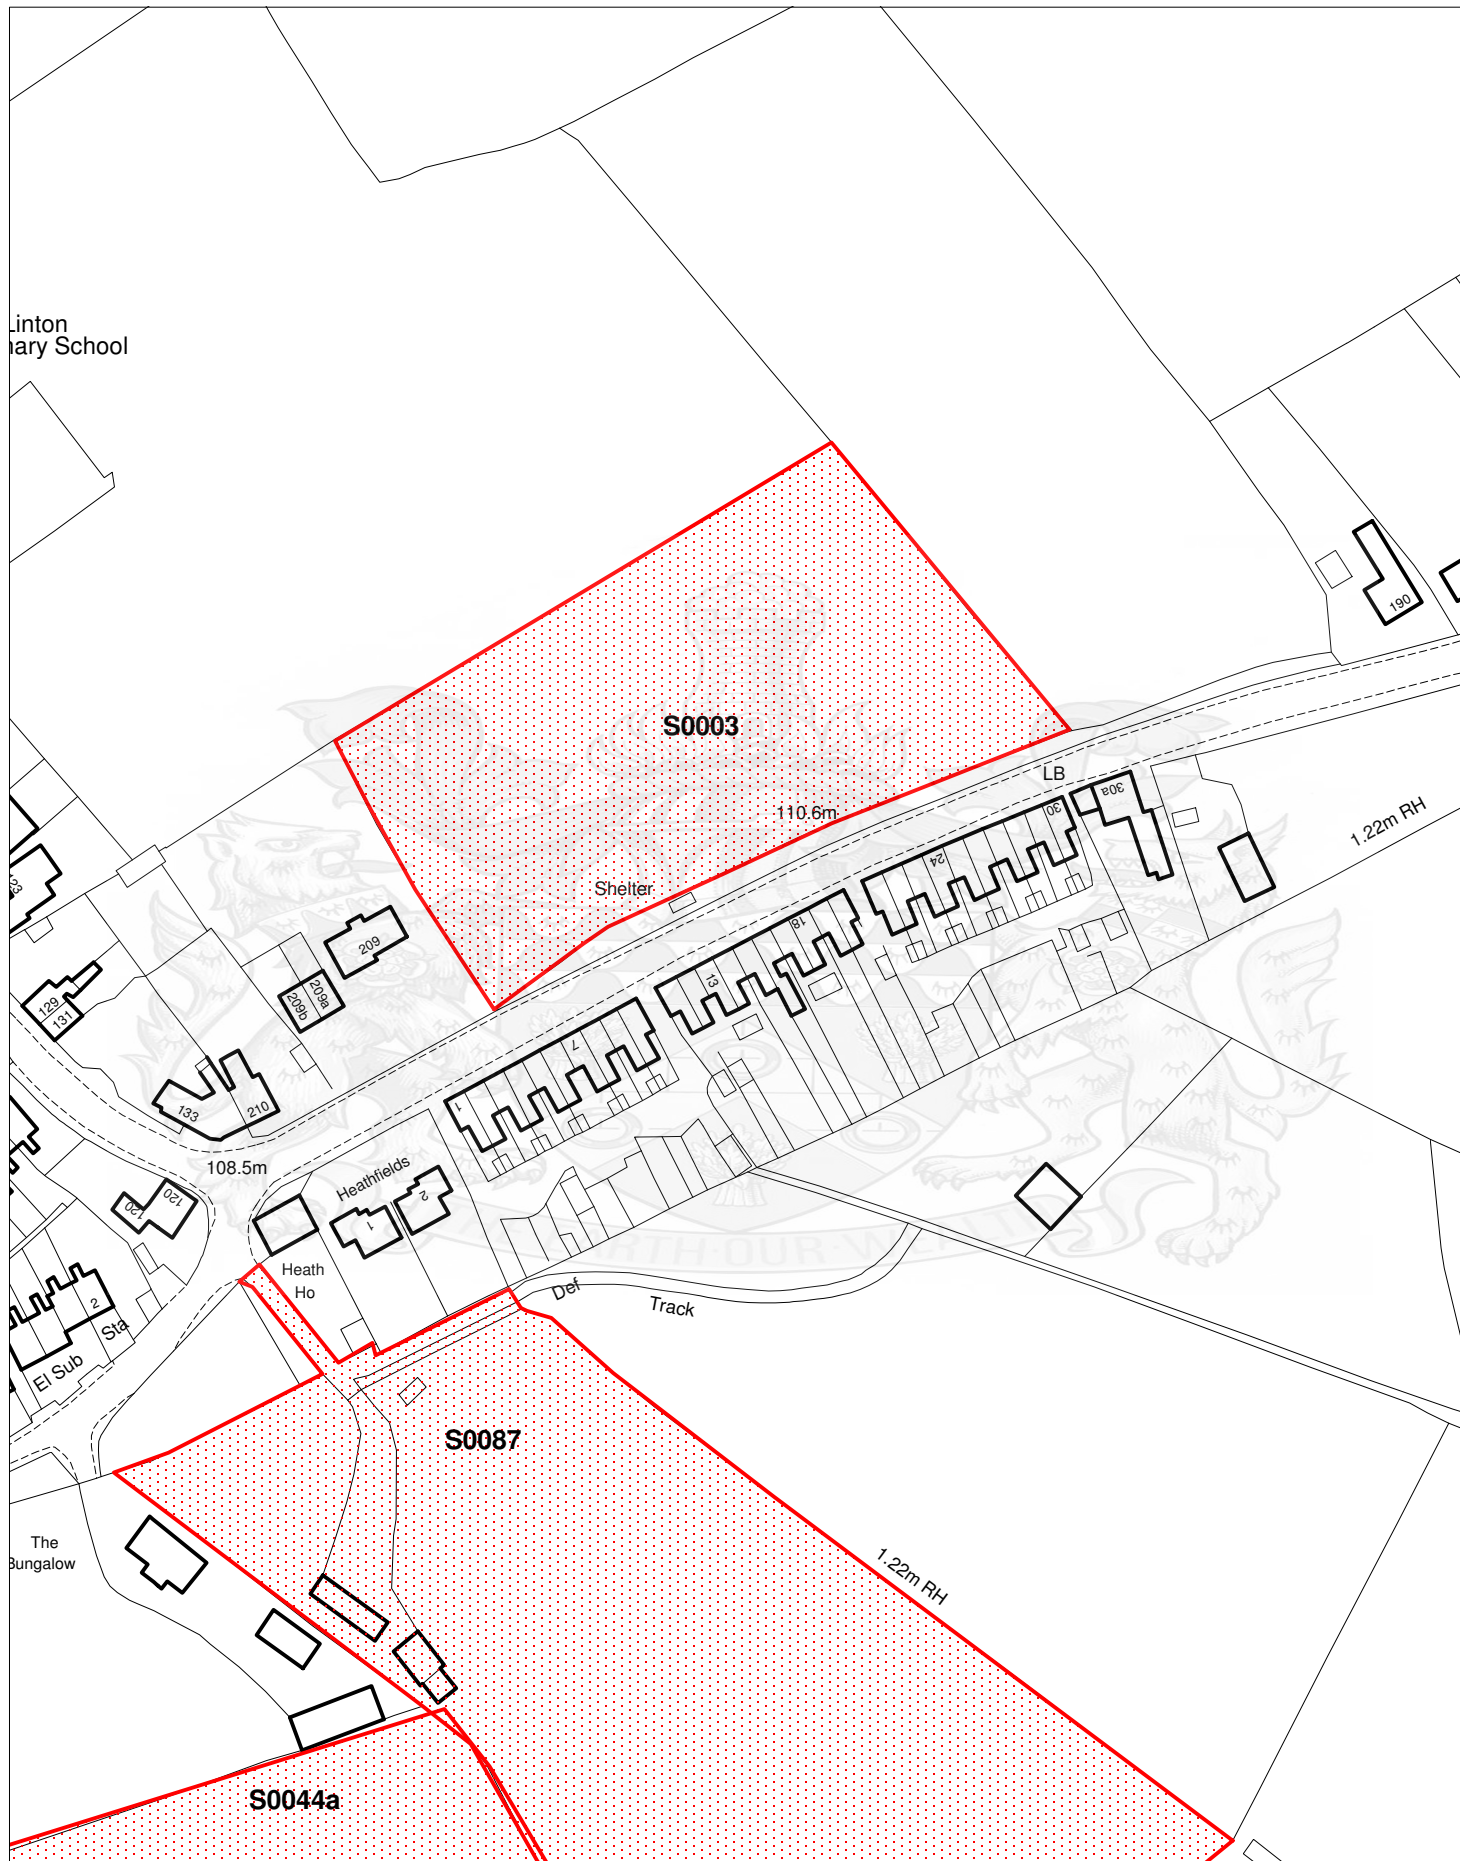 Linton
mary School
190
S0003
LB
30a
30
110.6m
1.22m RH
24
Shelter
18
209
13
209a
209b
129
131
7
1
133
210
108.5m
Heathfields
120
120
2
1
Heath
Ho
Def
Track
2
Sta
El Sub
S0087
The
Bungalow
1.22m RH
S0044a